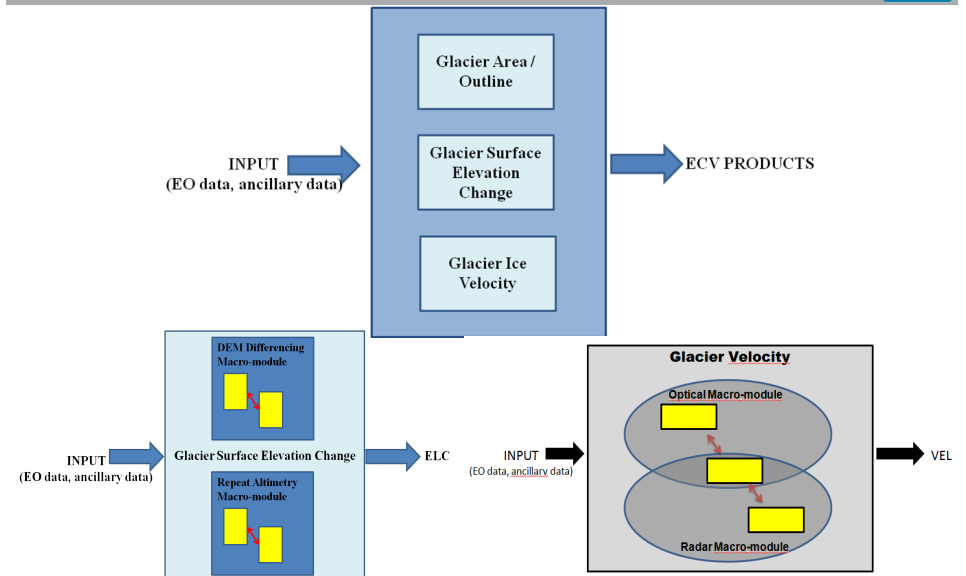 Glacier Area /
Outline
Glacier Surface
Elevation
Change
Glacier Ice
Velocity
INPUT
(EO data, ancillary data)
ECV PRODUCTS
DEM Differencing
Macro-module
Glacier Surface Elevation Change
Repeat Altimetry
Macro-module
INPUT
(EO data, ancillary data)
ELC
Glacier Velocity
Optical Macro-module
Radar Macro-module
INPUT
(EO data, ancillary data)
VEL